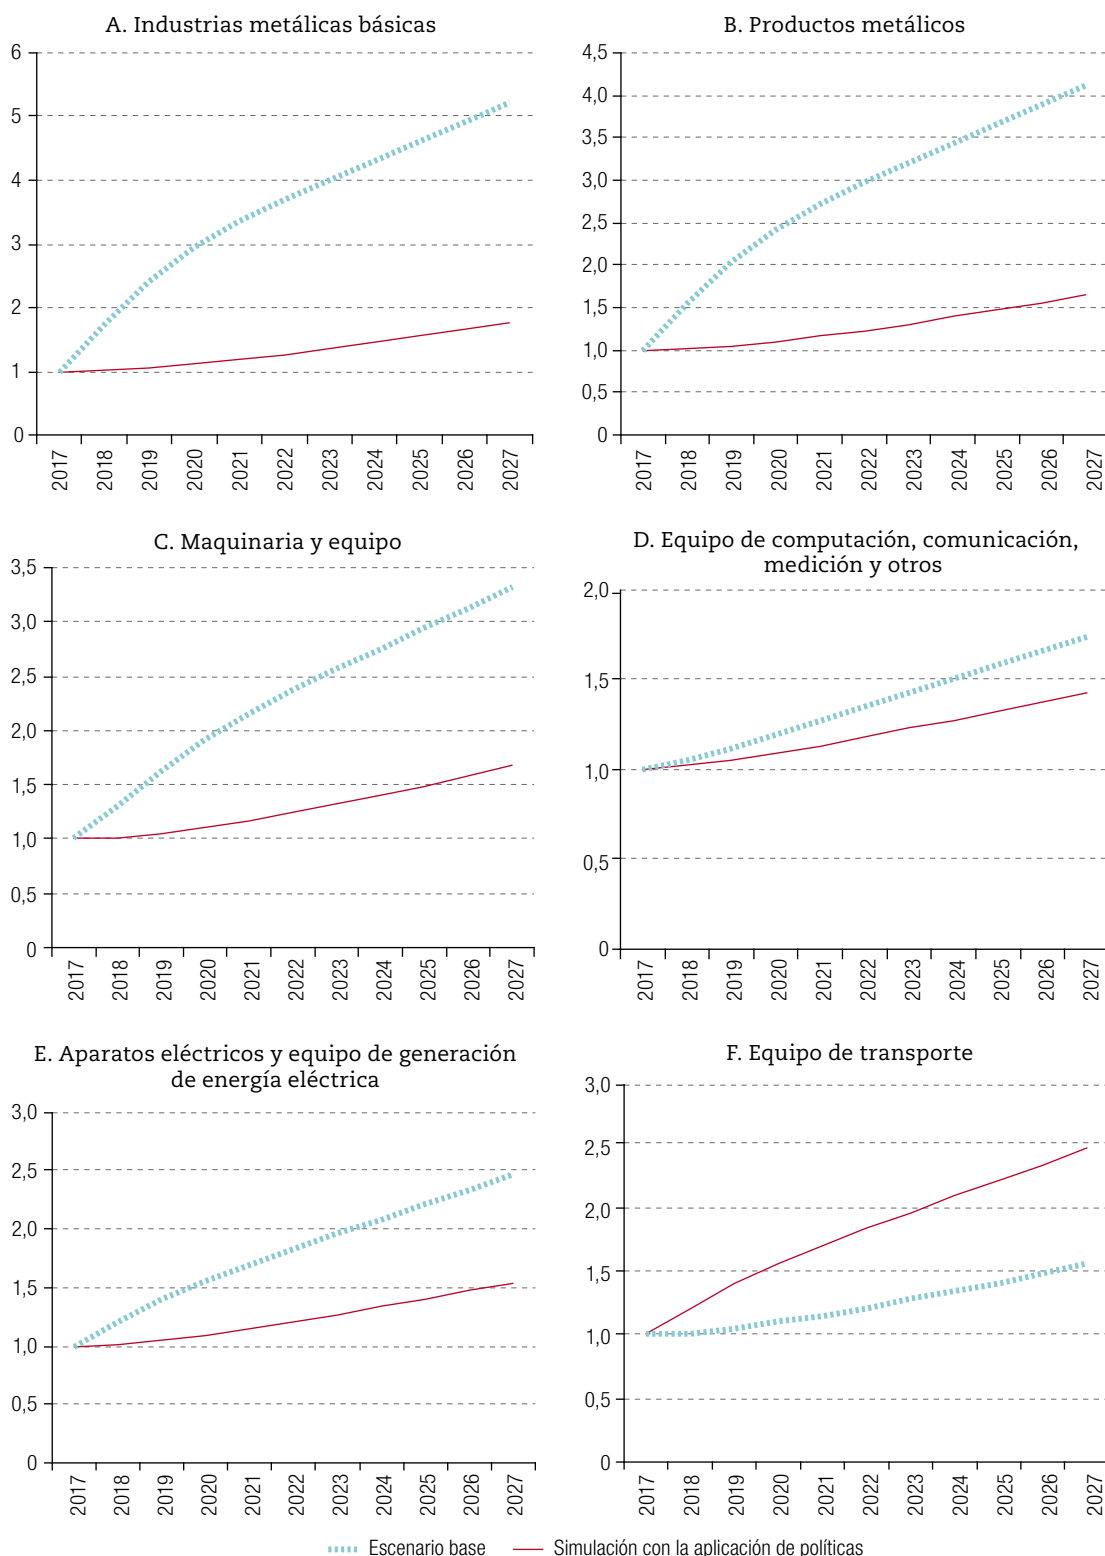 A. Industrias metálicas básicas
6
5
4
3
2
1
0
2017 2018 2019 2020 2021 2022 2023 2024 2025 2026 2027
B. Productos metálicos
4,5
4,0
3,5
3,0
2,5
2,0
1,5
1,0
0,5
0
2017 2018 2019 2020 2021 2022 2023 2024 2025 2026 2027
C. Maquinaria y equipo
3,5
3,0
2,5
2,0
1,5
1,0
0,5
0
2017 2018 2019 2020 2021 2022 2023 2024 2025 2026 2027
D. Equipo de computación, comunicación,
medición y otros
2,0
1,5
1,0
0,5
0
2017 2018 2019 2020 2021 2022 2023 2024 2025 2026 2027
E. Aparatos eléctricos y equipo de generación
de energía eléctrica
3,0
2,5
2,0
1,5
1,0
0,5
0
2017 2018 2019 2020 2021 2022 2023 2024 2025 2026 2027
F. Equipo de transporte
3,0
2,5
2,0
1,5
1,0
0,5
0
2017 2018 2019 2020 2021 2022 2023 2024 2025 2026 2027
Escenario base Simulación con la aplicación de políticas